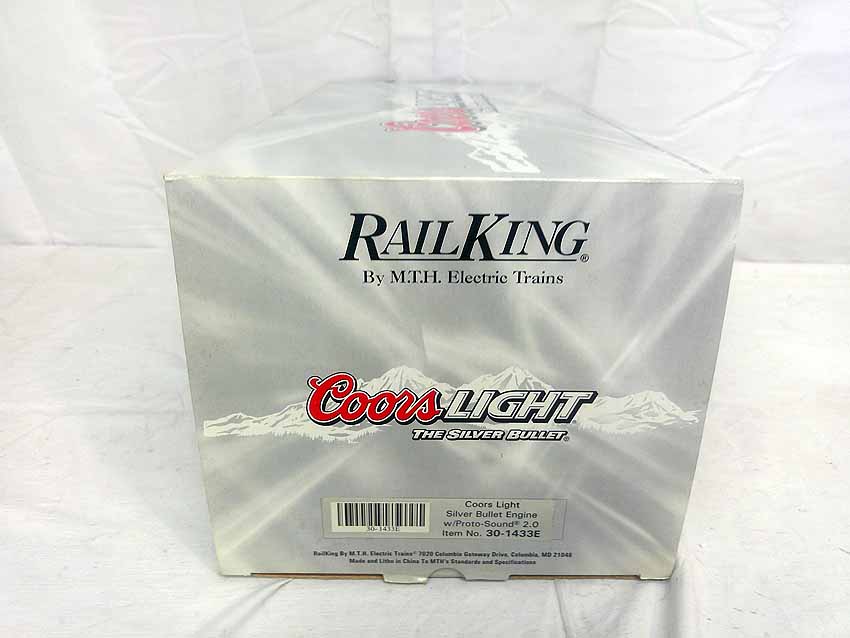 Coors LIGHT
RAILKING®
By M.T.H. Electric Trains
Coors LIGHT
THE SILVER BULLET®
30-1433E
Coors Light
Silver Bullet Engine
w/Proto-Sound® 2.0
Item No. 30-1433E
RailKing By M.T.H. Electric Trains® 7020 Columbia Gateway Drive, Columbia, MD 21046
Made and Litho in China To MTH's Standards and Specifications